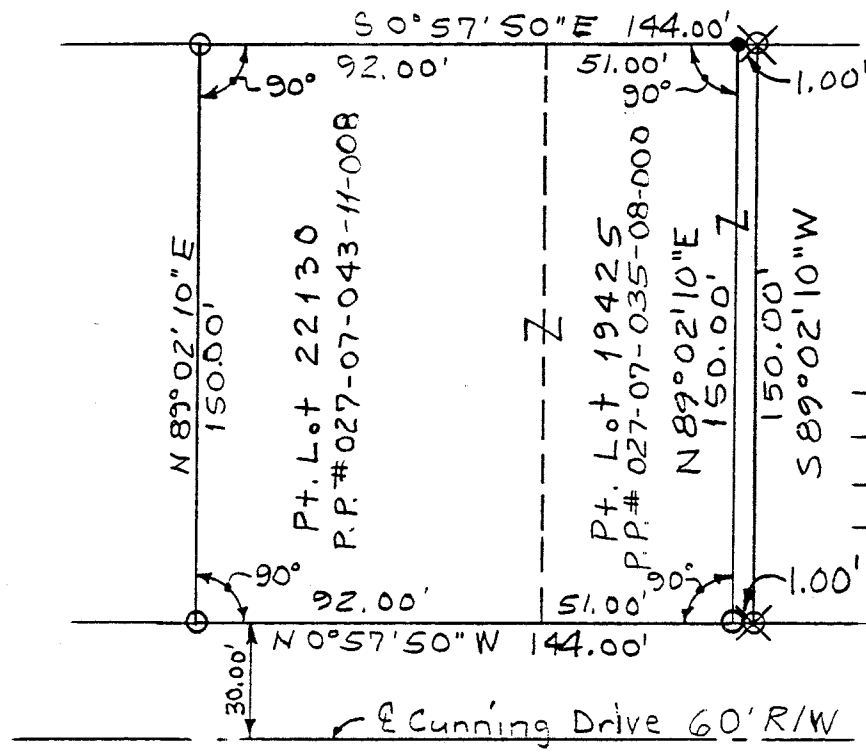 S 0°57'50"E 144.00'
92.00'
51.00'
90°
90°
1.00'
N 89°02'10"E
150.00'
Pt. Lot 22130
P.P.# 027-07-043-11-008
Pt. Lot 19425
P.P.# 027-07-035-08-000
N 89°02'10"E
150.00'
150.00'
S 89°02'10"W
90°
90°
1.00'
92.00'
51.00'
N 0°57'50"W 144.00'
30.00'
℄ Cunning Drive 60' R/W